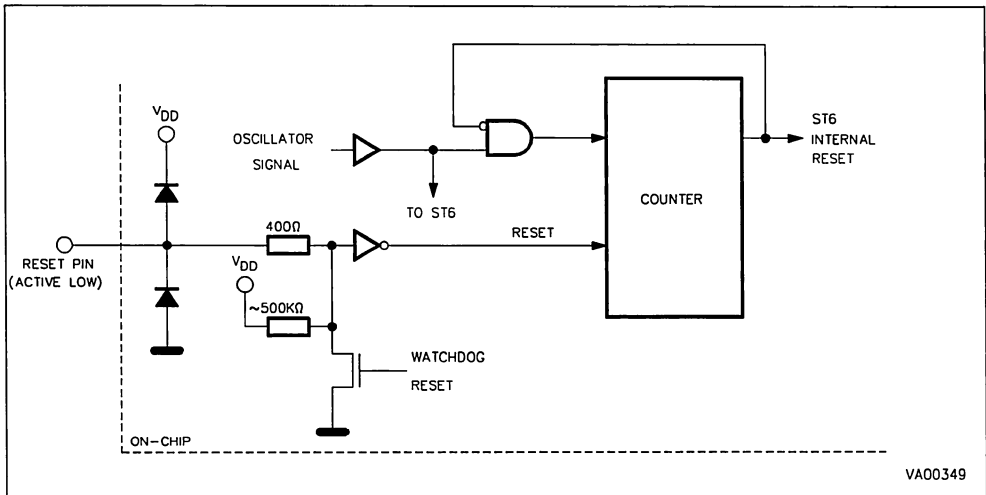 V_DD
OSCILLATOR
SIGNAL
TO ST6
ST6
INTERNAL
RESET
COUNTER
400Ω
RESET
RESET PIN
(ACTIVE LOW)
V_DD
~500KΩ
WATCHDOG
RESET
ON-CHIP
VA00349